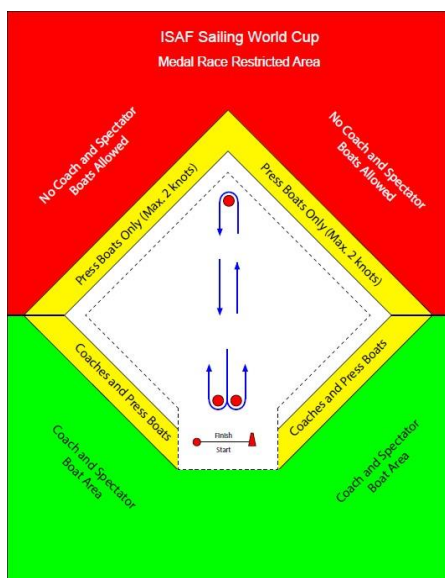 ISAF Sailing World Cup
Medal Race Restricted Area
No Coach and Spectator
Boats Allowed
No Coach and Spectator
Boats Allowed
Press Boats Only (Max. 2 knots)
Press Boats Only (Max. 2 knots)
Coaches and Press Boats
Coaches and Press Boats
Finish
Start
Coach and Spectator
Boat Area
Coach and Spectator
Boat Area